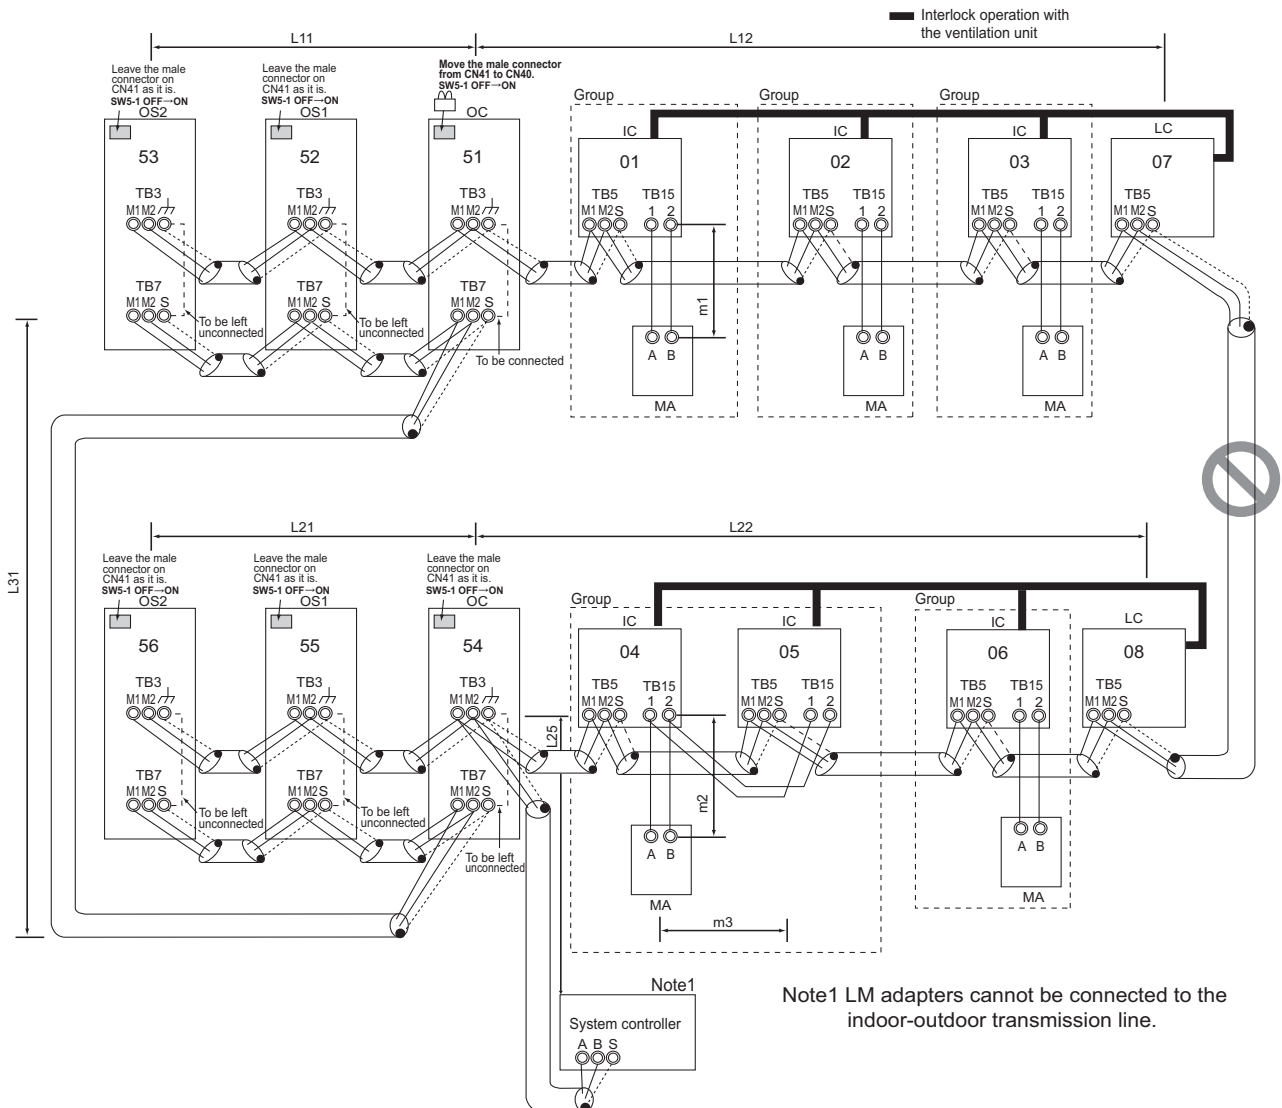 Interlock operation with
the ventilation unit
L11
L12
Leave the male
connector on
CN41 as it is.
SW5-1 OFF→ON
OS2
Leave the male
connector on
CN41 as it is.
SW5-1 OFF→ON
OS1
Move the male connector
from CN41 to CN40.
SW5-1 OFF→ON
OC
Group
Group
Group
IC
IC
IC
LC
53
52
51
01
02
03
07
TB3
TB3
TB3
TB5 TB15
TB5 TB15
TB5 TB15
TB5
M1 M2
M1 M2
M1 M2
M1 M2 S 1 2
M1 M2 S 1 2
M1 M2 S 1 2
M1 M2 S
TB7
TB7
TB7
M1 M2 S
M1 M2 S
M1 M2 S
To be left
unconnected
To be left
unconnected
To be connected
m1
A B
A B
A B
MA
MA
MA
L31
L21
L22
Leave the male
connector on
CN41 as it is.
SW5-1 OFF→ON
OS2
Leave the male
connector on
CN41 as it is.
SW5-1 OFF→ON
OS1
Leave the male
connector on
CN41 as it is.
SW5-1 OFF→ON
OC
Group
Group
IC
IC
IC
LC
56
55
54
04
05
06
08
TB3
TB3
TB3
TB5 TB15
TB5 TB15
TB5 TB15
TB5
M1 M2
M1 M2
M1 M2
M1 M2 S 1 2
M1 M2 S 1 2
M1 M2 S 1 2
M1 M2 S
L25
TB7
TB7
TB7
M1 M2 S
M1 M2 S
M1 M2 S
To be left
unconnected
To be left
unconnected
To be left
unconnected
m2
A B
A B
MA
MA
m3
Note1
System controller
A B S
Note1 LM adapters cannot be connected to the
indoor-outdoor transmission line.